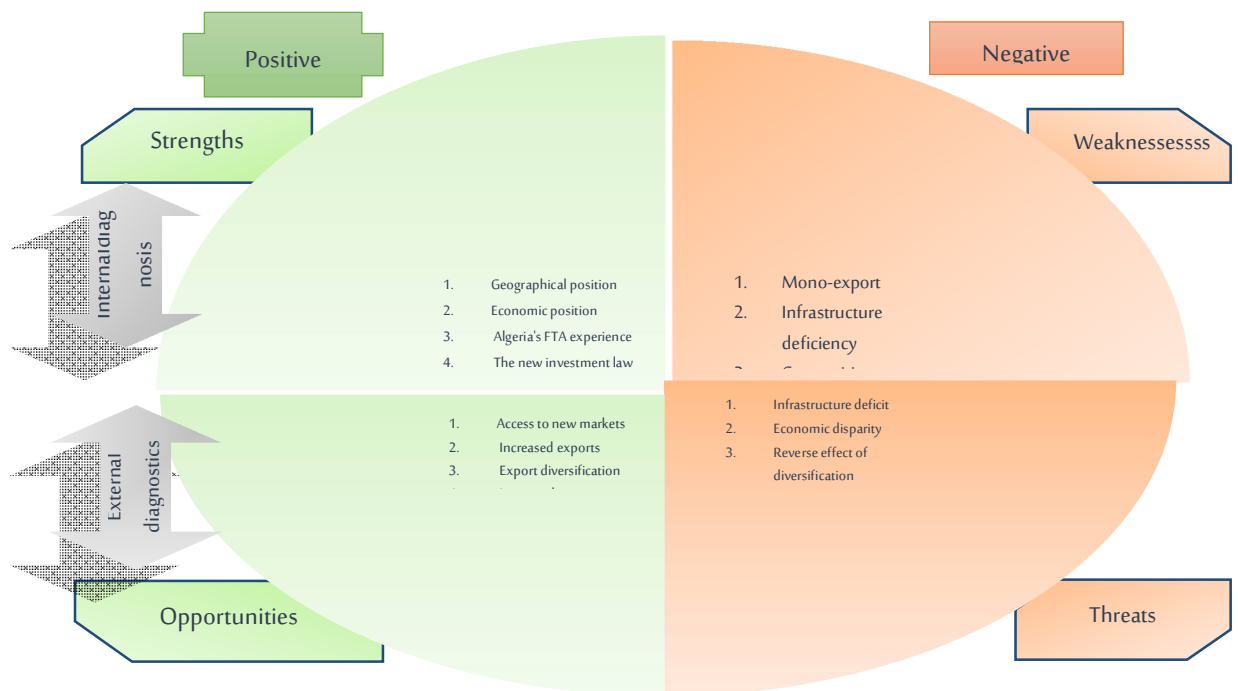 Positive
Negative
Strengths
Weaknessessss
Internaldiag
nosis
1. Geographical position
2. Economic position
3. Algeria's FTA experience
4. The new investment law
1. Mono-export
2. Infrastructure
deficiency
External
diagnostics
1. Access to new markets
2. Increased exports
3. Export diversification
1. Infrastructure deficit
2. Economic disparity
3. Reverse effect of
diversification
Opportunities
Threats